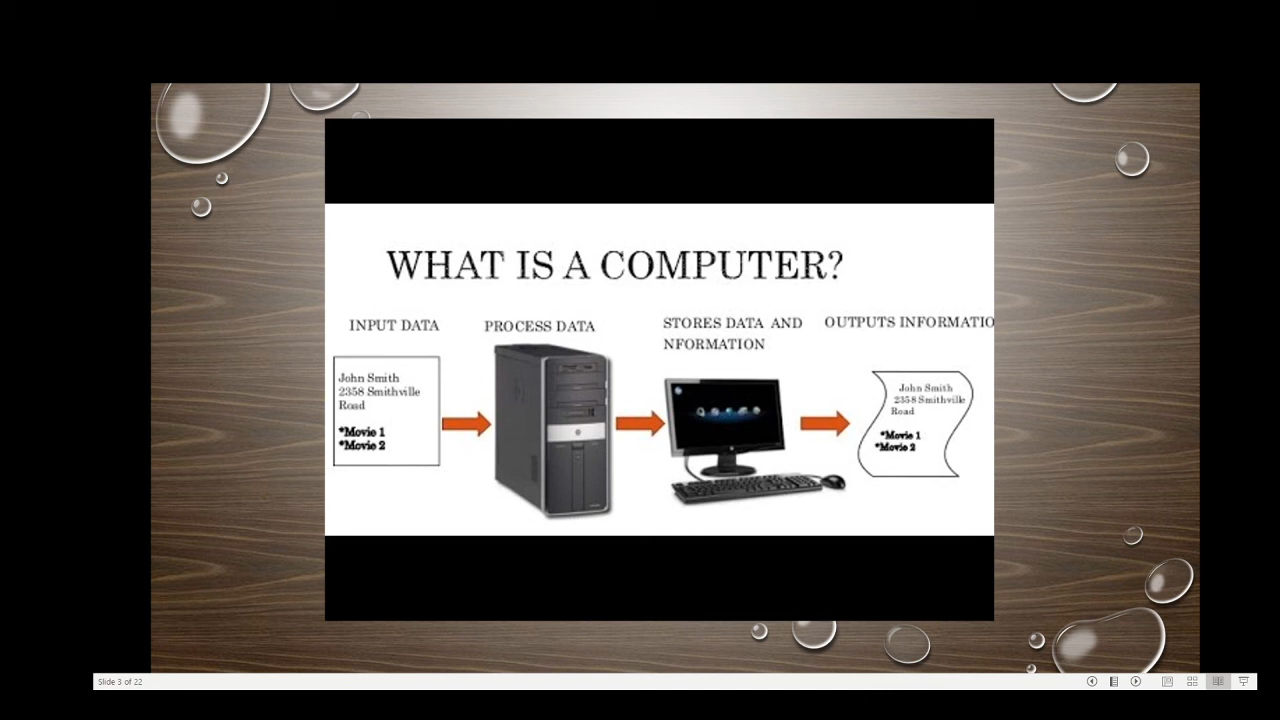 WHAT IS A COMPUTER?
INPUT DATA
PROCESS DATA
STORES DATA AND
NFORMATION
OUTPUTS INFORMATIO
John Smith
2358 Smithville
Road
*Movie 1
*Movie 2
John Smith
2358 Smithville
Road
*Movie 1
*Movie 2
Slide 3 of 22